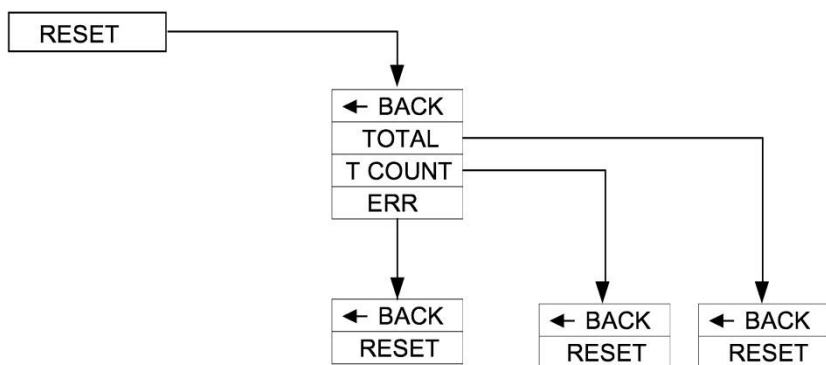 RESET
← BACK
TOTAL
T COUNT
ERR
← BACK
RESET
← BACK
RESET
← BACK
RESET